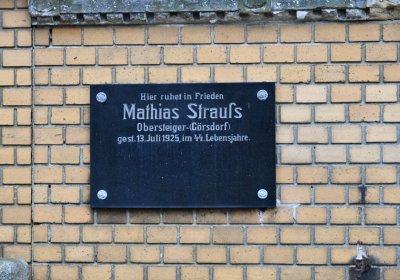 Hier ruhet in Frieden
Mathias Strauſs
Obersteiger-(Görsdorf)
gest. 13. Juli 1925, im 44. Lebensjahre.